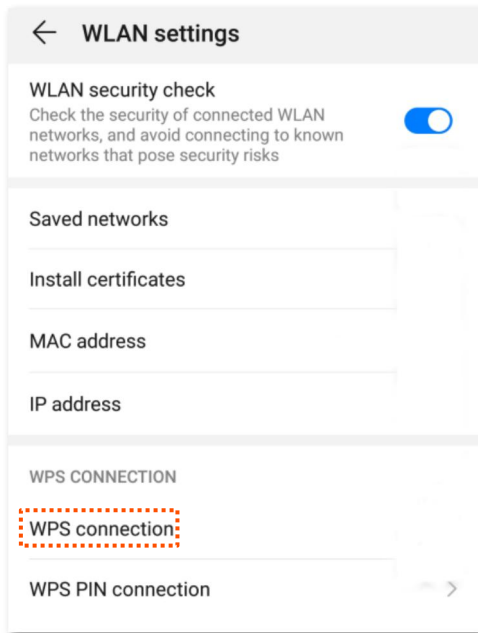 WLAN settings
WLAN security check
Check the security of connected WLAN
networks, and avoid connecting to known
networks that pose security risks
Saved networks
Install certificates
MAC address
IP address
WPS CONNECTION
WPS connection
WPS PIN connection